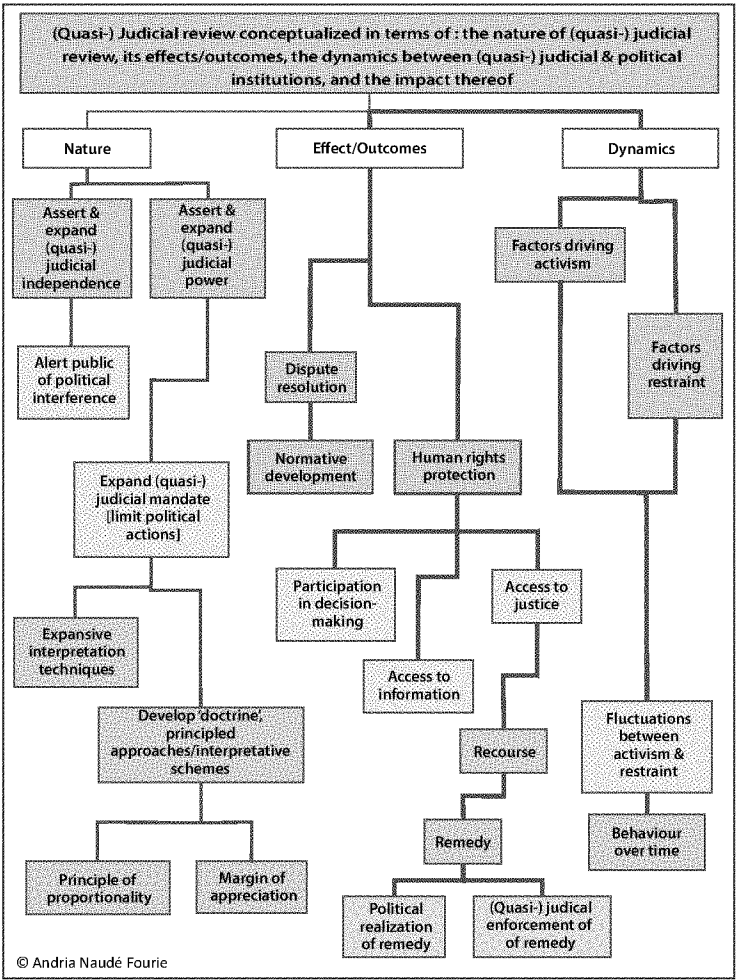 (Quasi-) Judicial review conceptualized in terms of : the nature of (quasi-) judicial
review, its effects/outcomes, the dynamics between (quasi-) judicial & political
institutions, and the impact thereof
Nature
Effect/Outcomes
Dynamics
Assert &
expand
(quasi-)
judicial
independence
Assert &
expand
(quasi-)
judicial
power
Factors driving
activism
Factors
driving
restraint
Alert public
of political
interference
Dispute
resolution
Normative
development
Human rights
protection
Expand (quasi-)
judicial mandate
[limit political
actions]
Participation
in decision-
making
Access to
justice
Access to
information
Expansive
interpretation
techniques
Develop 'doctrine',
principled
approaches/interpretative
schemes
Recourse
Fluctuations
between
activism &
restraint
Remedy
Behaviour
over time
Principle of
proportionality
Margin of
appreciation
Political
realization
of remedy
(Quasi-) judical
enforcement of
of remedy
© Andria Naudé Fourie